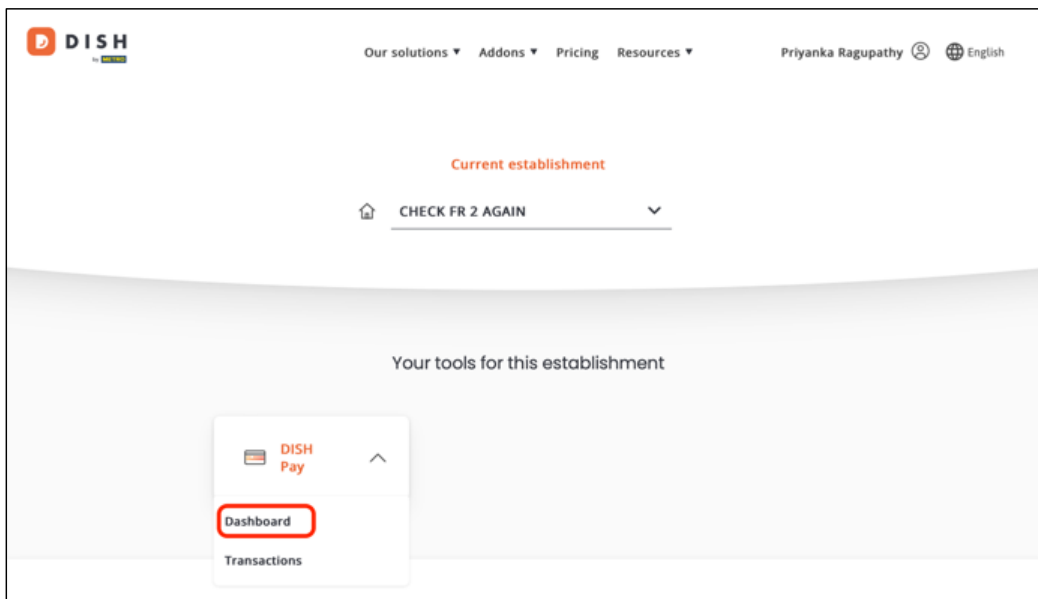 DISH
by METRO
Our solutions ▼ Addons ▼ Pricing Resources ▼ Priyanka Ragupathy English
Current establishment
CHECK FR 2 AGAIN
Your tools for this establishment
DISH
Pay
Dashboard
Transactions